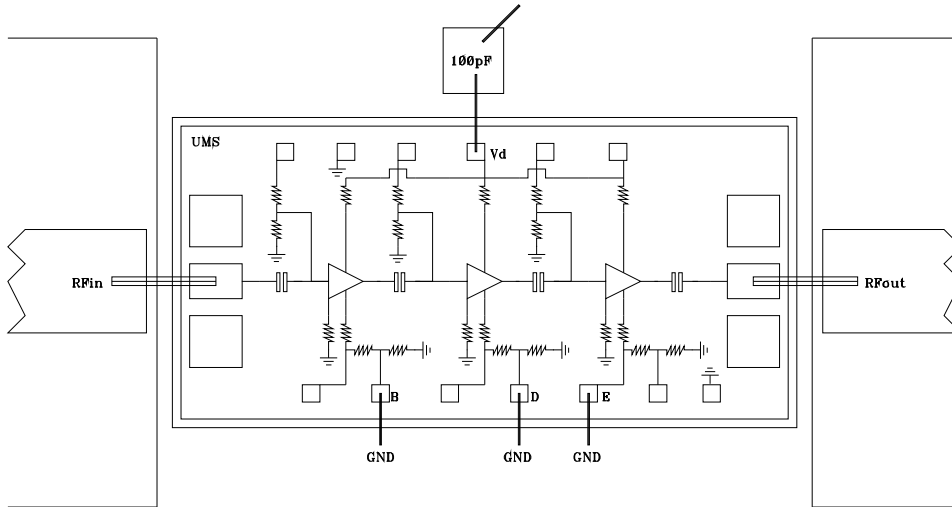 100pF
UMS
Vd
RFin
RFout
B
D
E
GND
GND
GND